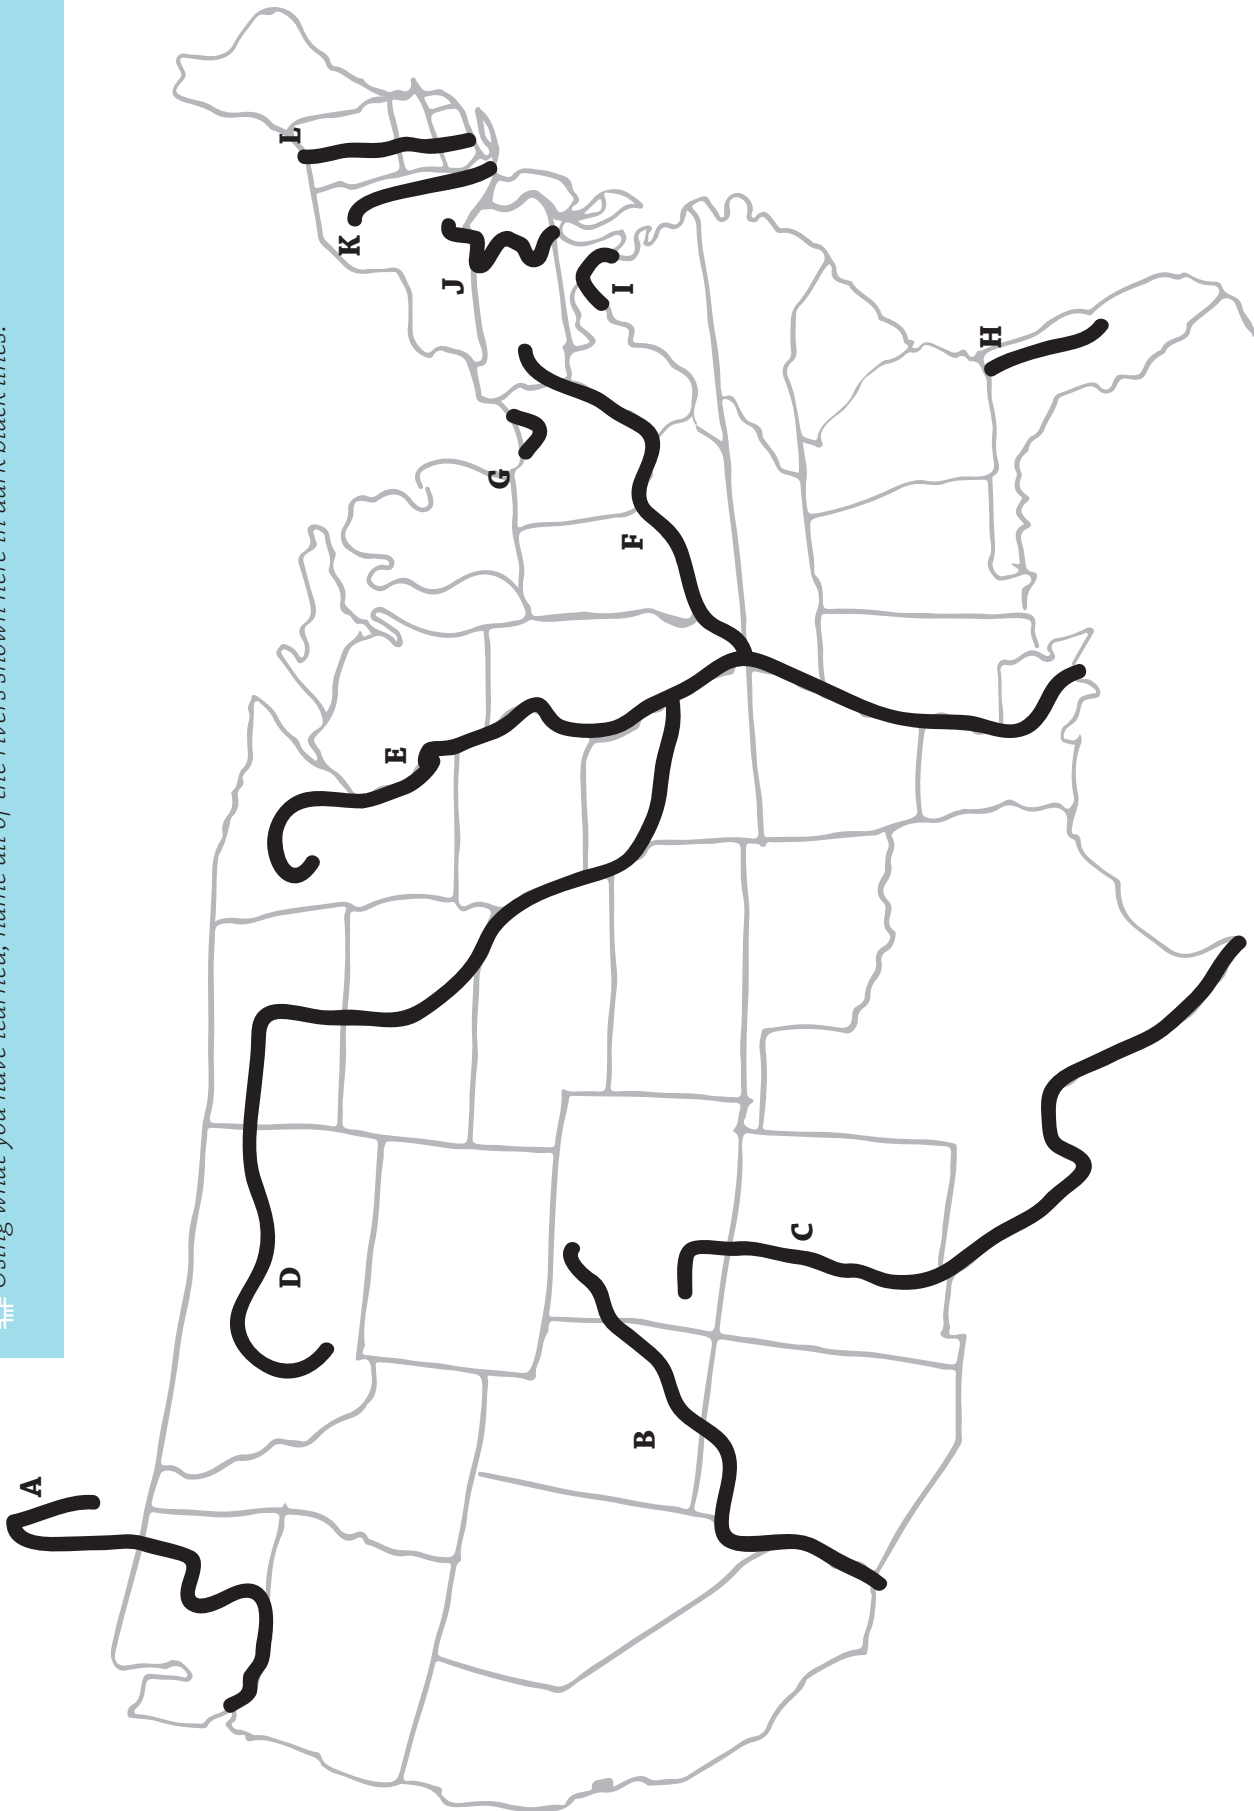 Using what you have learned, name all of the rivers shown here in dark black lines.
A
B
C
D
E
F
G
H
I
J
K
L